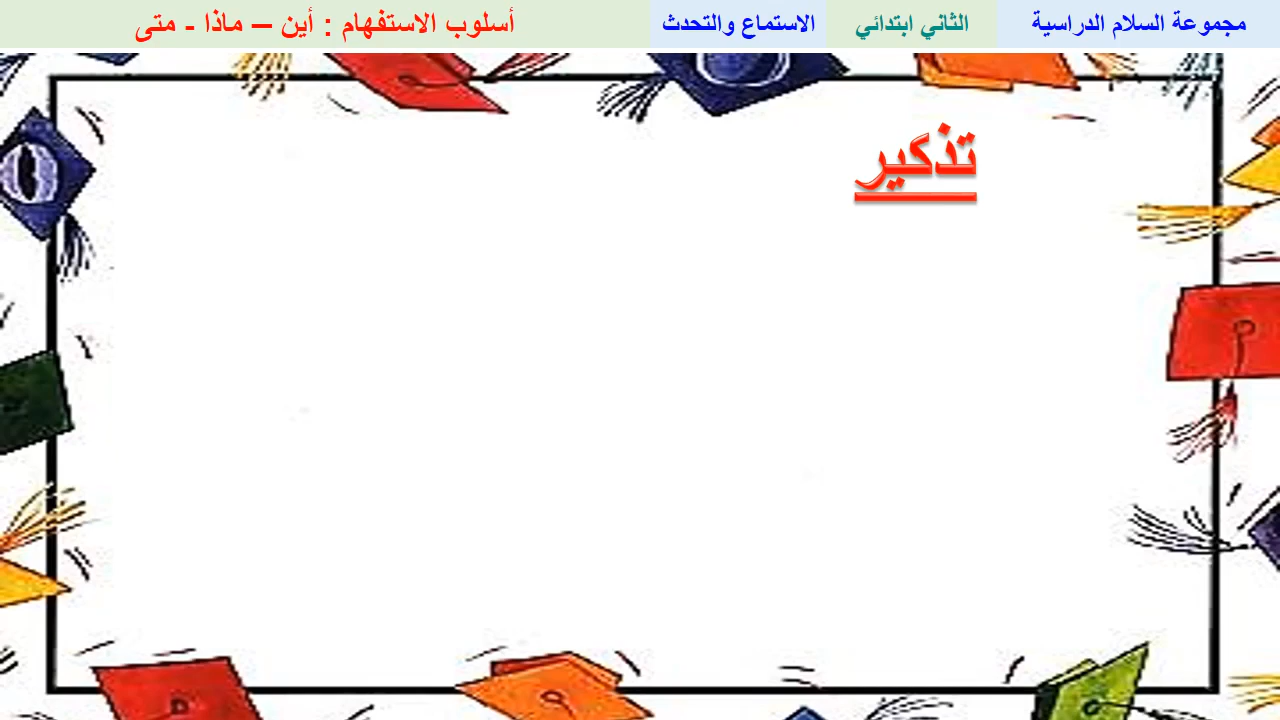 مجموعة السلام الدراسية
الثاني ابتدائي
الاستماع والتحدث
أسلوب الاستفهام : أين – ماذا - متى
تذكير